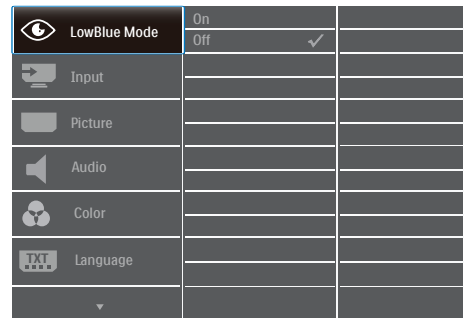 LowBlue Mode
On
Off
Input
Picture
Audio
Color
TXT
Language